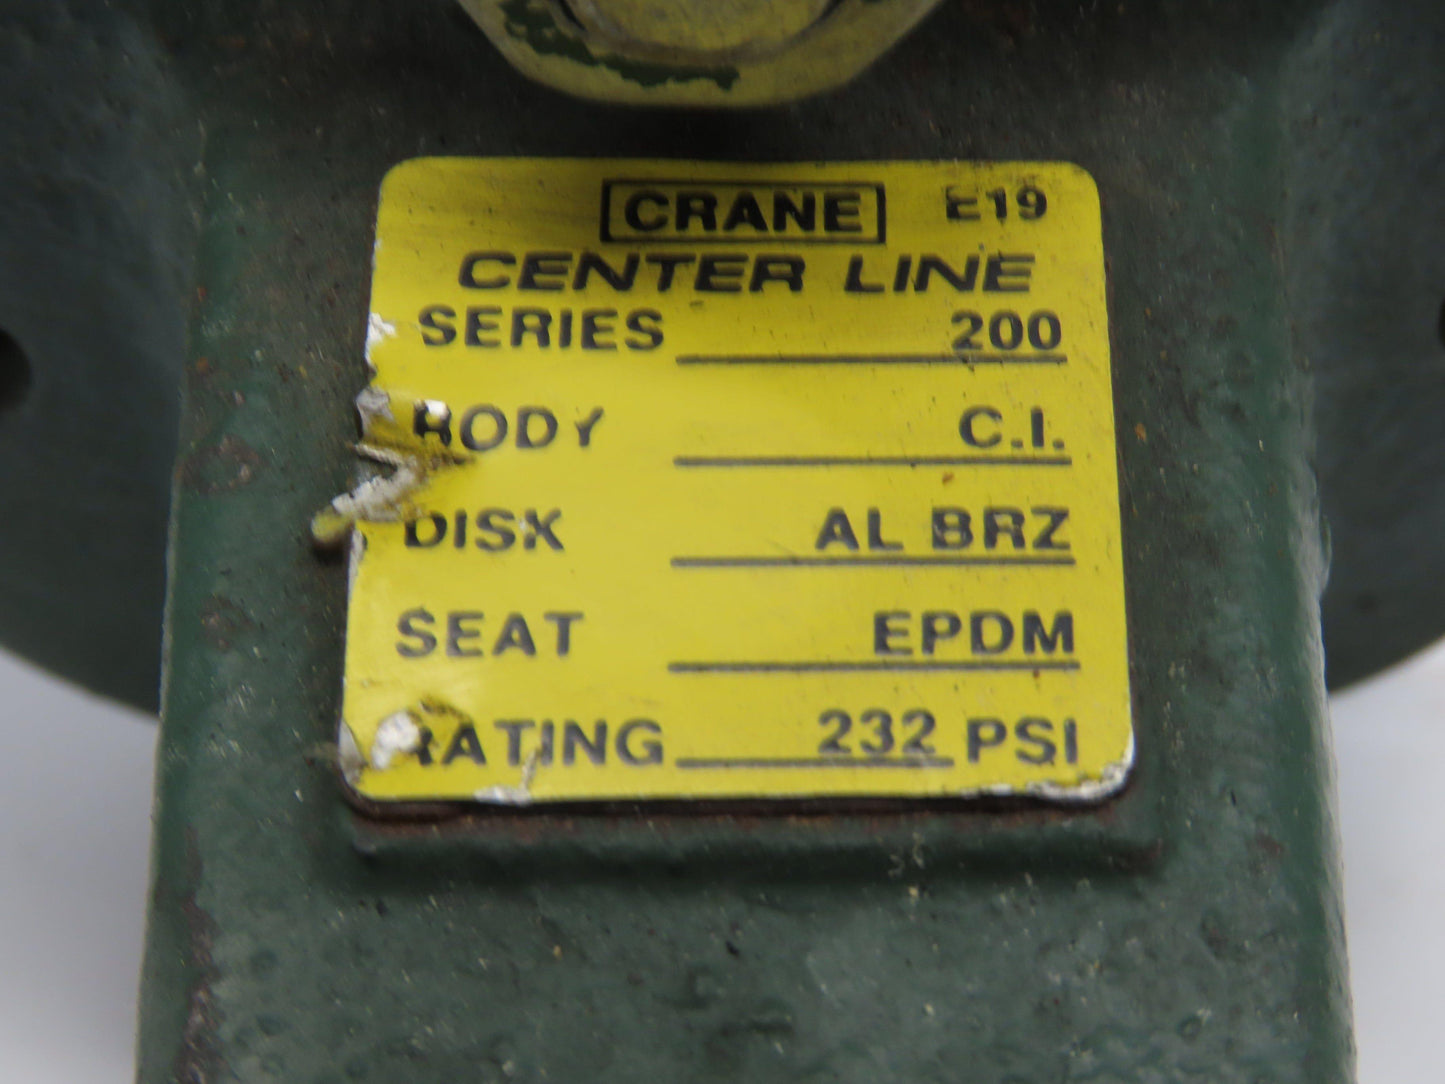 CRANE E19
CENTER LINE
SERIES 200
BODY C.I.
DISK AL BRZ
SEAT EPDM
RATING 232 PSI